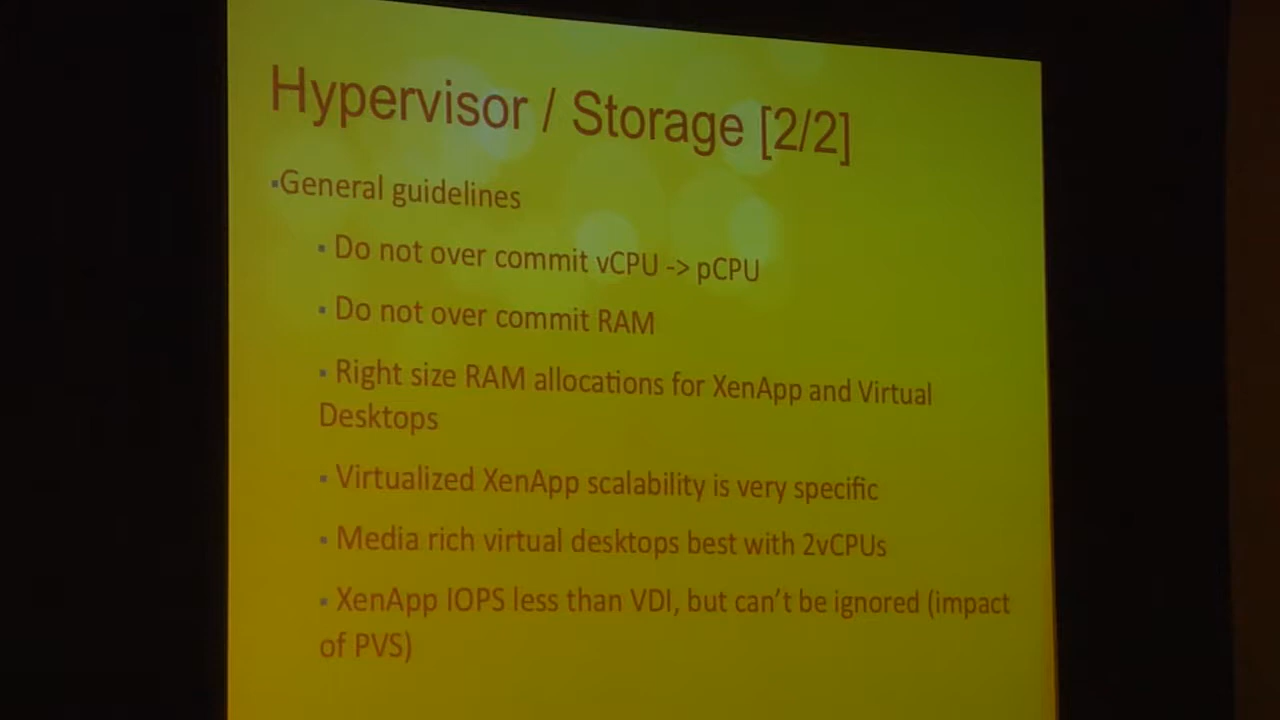 Hypervisor / Storage [2/2]
▪General guidelines
▪ Do not over commit vCPU -> pCPU
▪ Do not over commit RAM
▪ Right size RAM allocations for XenApp and Virtual
Desktops
▪ Virtualized XenApp scalability is very specific
▪ Media rich virtual desktops best with 2vCPUs
▪ XenApp IOPS less than VDI, but can't be ignored (impact
of PVS)